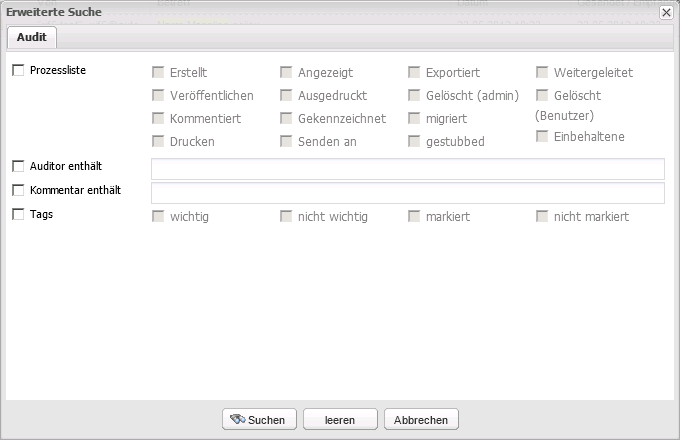 Erweiterte Suche
Audit
Prozessliste
Erstellt Angezeigt Exportiert Weitergeleitet
Veröffentlichen Ausgedruckt Gelöscht (admin) Gelöscht (Benutzer)
Kommentiert Gekennzeichnet migriert Einbehaltene
Drucken Senden an gestubbed
Auditor enthält
Kommentar enthält
Tags wichtig nicht wichtig markiert nicht markiert
Suchen leeren Abbrechen